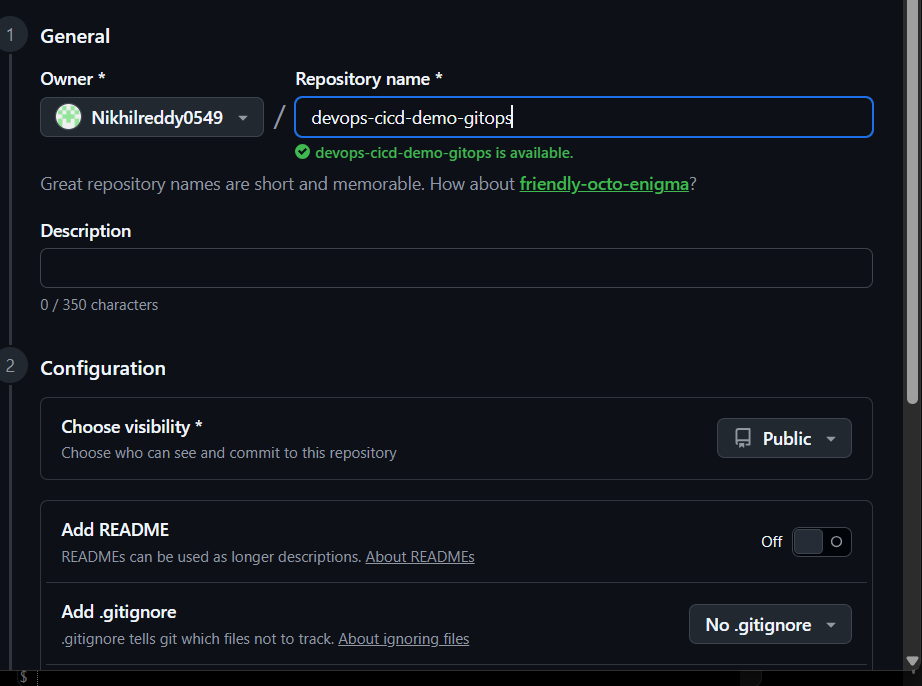 1
General
Owner *
Repository name *
Nikhilreddy0549
/
devops-cicd-demo-gitops
devops-cicd-demo-gitops is available.
Great repository names are short and memorable. How about friendly-octo-enigma?
Description
0 / 350 characters
2
Configuration
Choose visibility *
Choose who can see and commit to this repository
Public
Add README
READMEs can be used as longer descriptions. About READMEs
Off
Add .gitignore
.gitignore tells git which files not to track. About ignoring files
No .gitignore
$